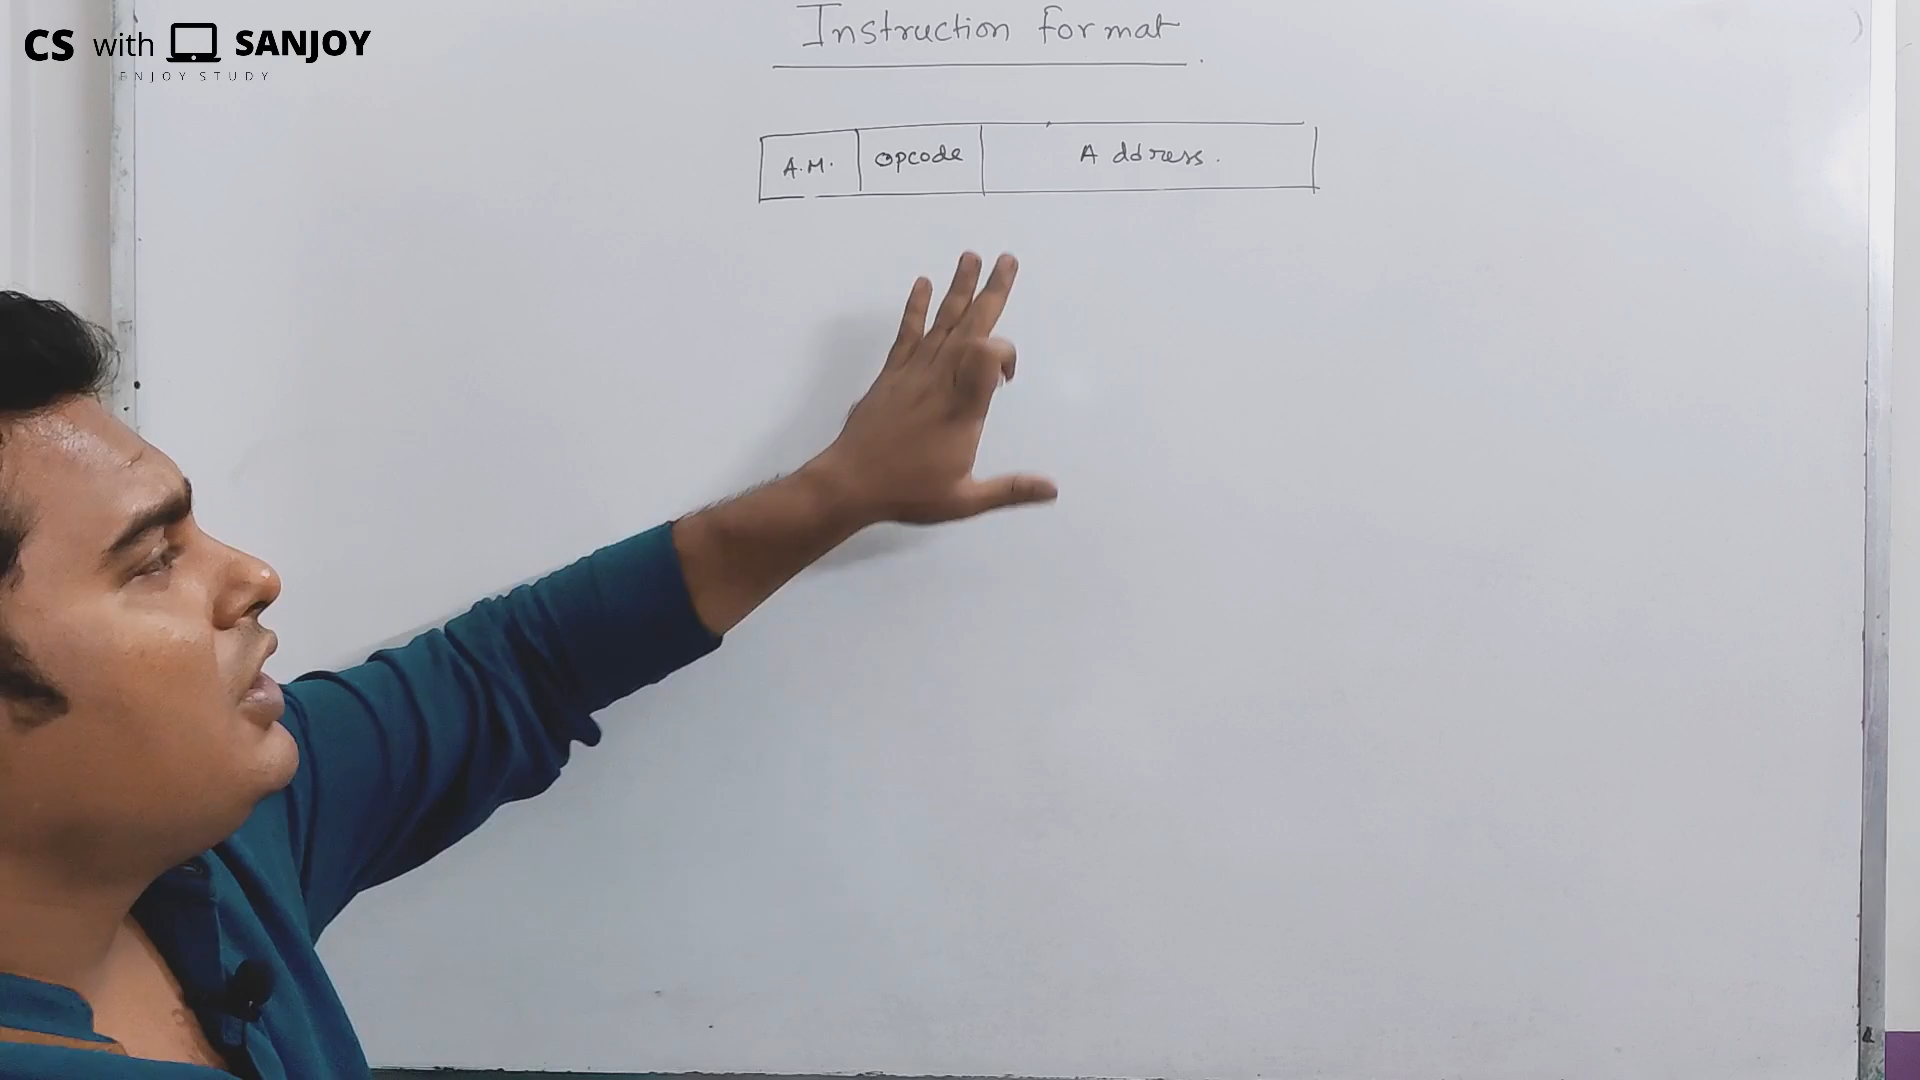 CS with SANJOY
ENJOY STUDY
Instruction format
A.M. opcode Address.